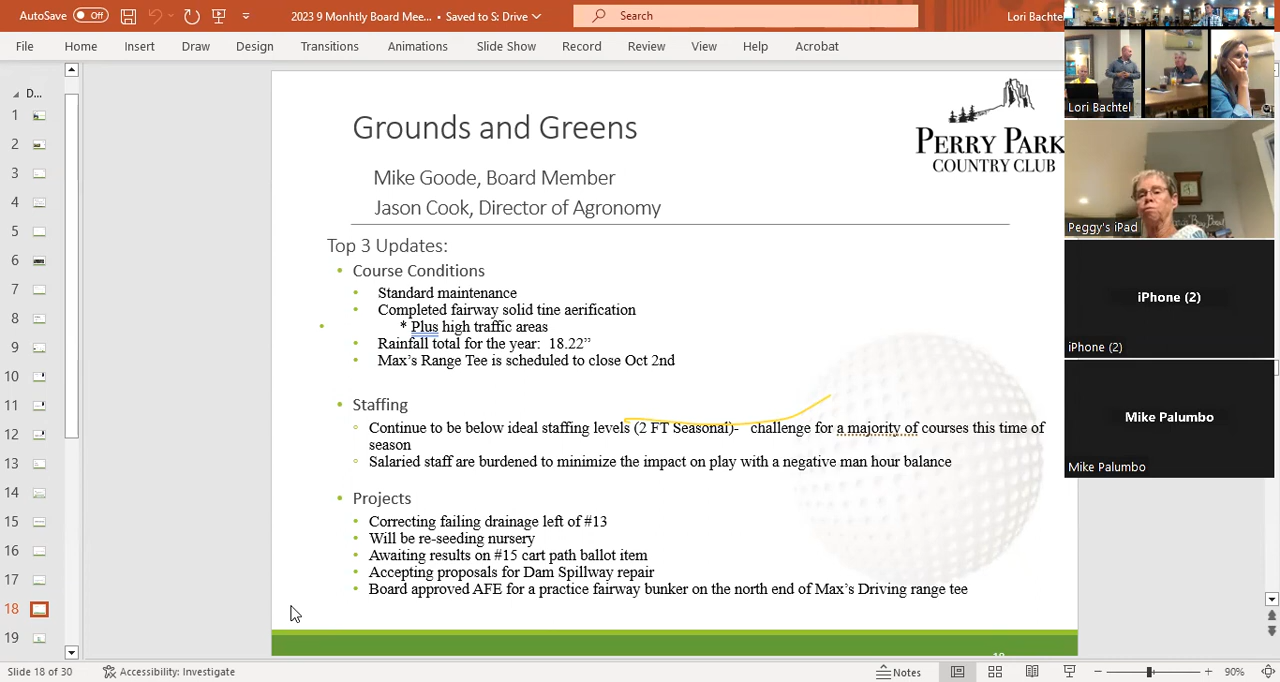 AutoSave Off 2023 9 Monhtly Board Mee... • Saved to S: Drive Search Lori Bachtel
File Home Insert Draw Design Transitions Animations Slide Show Record Review View Help Acrobat
D...
1
2
3
4
5
6
7
8
9
10
11
12
13
14
15
16
17
18
19
Grounds and Greens
PERRY PARK
COUNTRY CLUB
Mike Goode, Board Member
Jason Cook, Director of Agronomy
Top 3 Updates:
• Course Conditions
• Standard maintenance
• Completed fairway solid tine aerification
• * Plus high traffic areas
• Rainfall total for the year: 18.22”
• Max’s Range Tee is scheduled to close Oct 2nd
• Staffing
Continue to be below ideal staffing levels (2 FT Seasonal)- challenge for a majority of courses this time of
season
Salaried staff are burdened to minimize the impact on play with a negative man hour balance
• Projects
• Correcting failing drainage left of #13
• Will be re-seeding nursery
• Awaiting results on #15 cart path ballot item
• Accepting proposals for Dam Spillway repair
• Board approved AFE for a practice fairway bunker on the north end of Max’s Driving range tee
Lori Bachtel
Peggy's iPad
iPhone (2)
iPhone (2)
Mike Palumbo
Mike Palumbo
Slide 18 of 30 Accessibility: Investigate Notes 90%